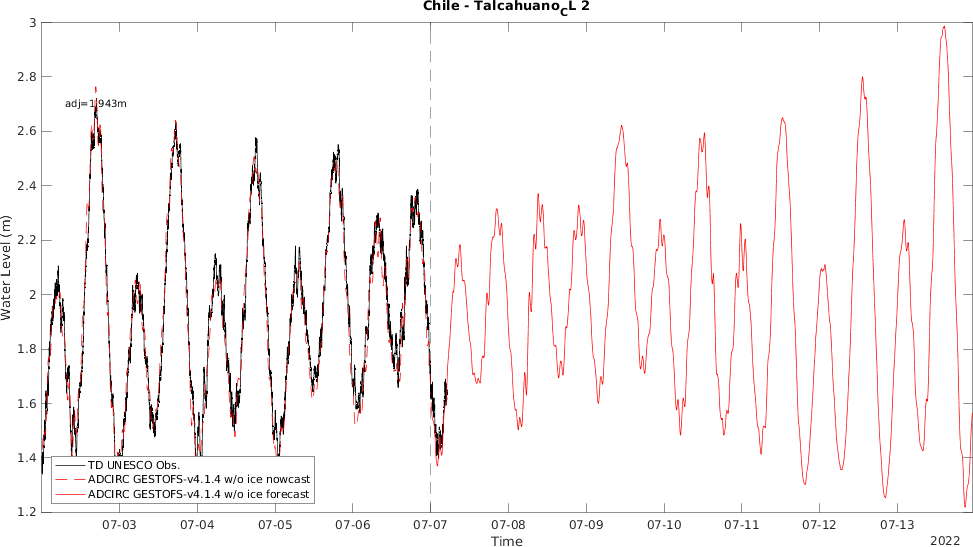 Chile - Talcahuano_CL 2
adj=1.943m
Water Level (m)
3
2.8
2.6
2.4
2.2
2
1.8
1.6
1.4
1.2
TD UNESCO Obs.
ADCIRC GESTOFS-v4.1.4 w/o ice nowcast
ADCIRC GESTOFS-v4.1.4 w/o ice forecast
07-03 07-04 07-05 07-06 07-07 07-08 07-09 07-10 07-11 07-12 07-13
Time
2022